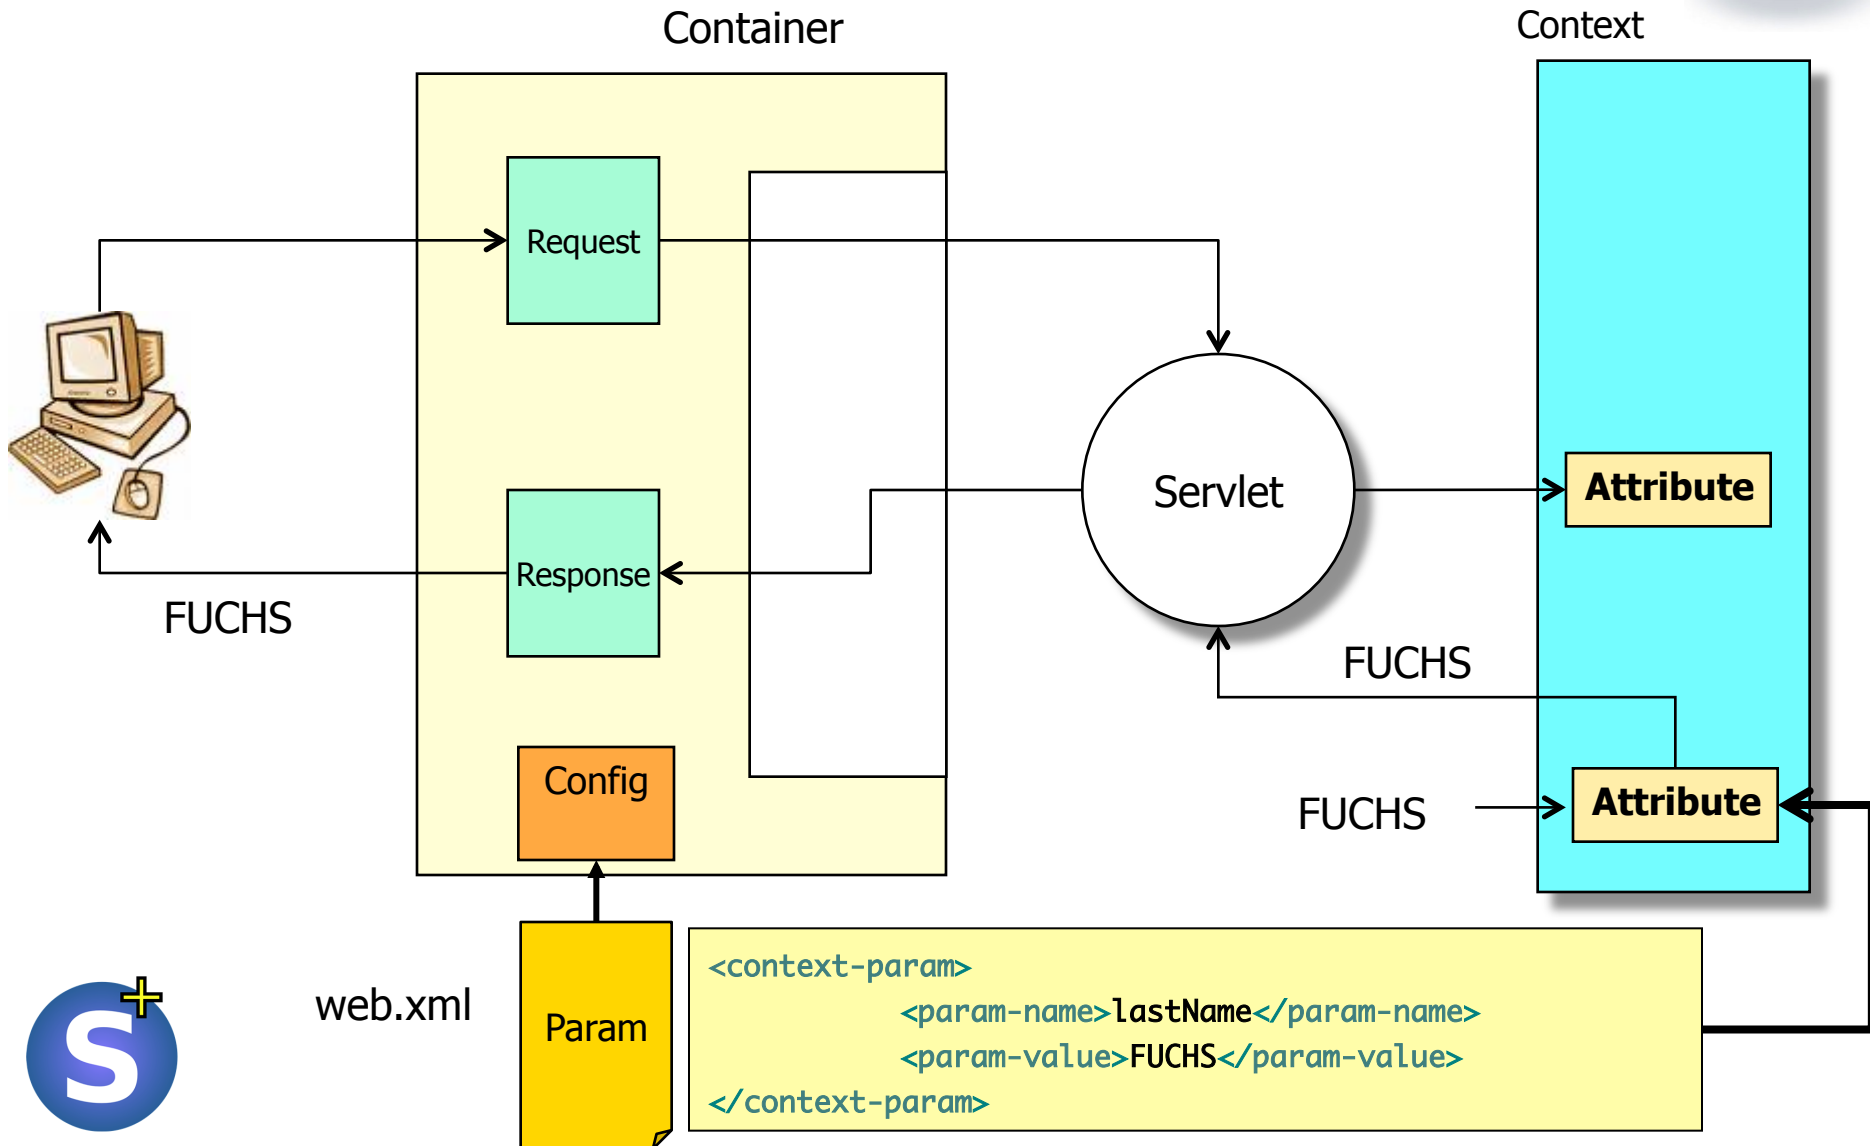 Container
Context
Request
Servlet
Attribute
Response
FUCHS
FUCHS
Config
FUCHS
Attribute
web.xml
Param
<context-param>
<param-name>lastName</param-name>
<param-value>FUCHS</param-value>
</context-param>
S+